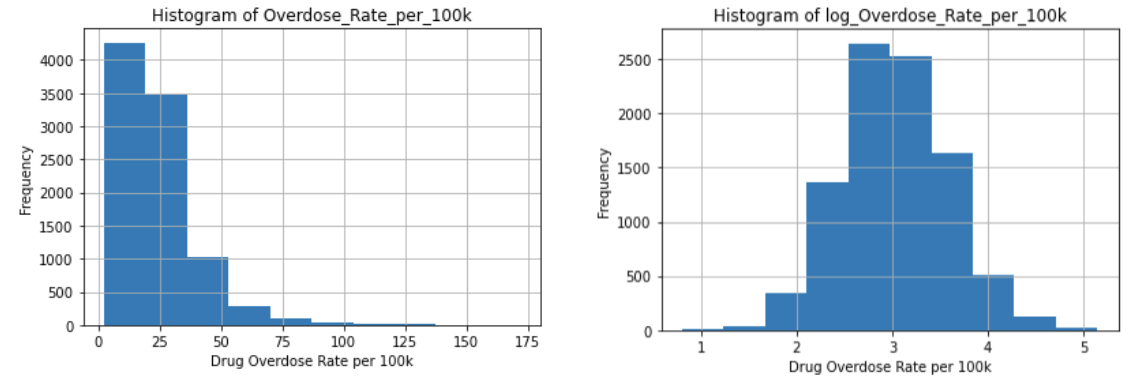 Histogram of Overdose_Rate_per_100k
4000
3500
3000
2500
2000
1500
1000
500
0
Frequency
0 25 50 75 100 125 150 175
Drug Overdose Rate per 100k
Histogram of log_Overdose_Rate_per_100k
2500
2000
1500
1000
500
0
Frequency
1 2 3 4 5
Drug Overdose Rate per 100k